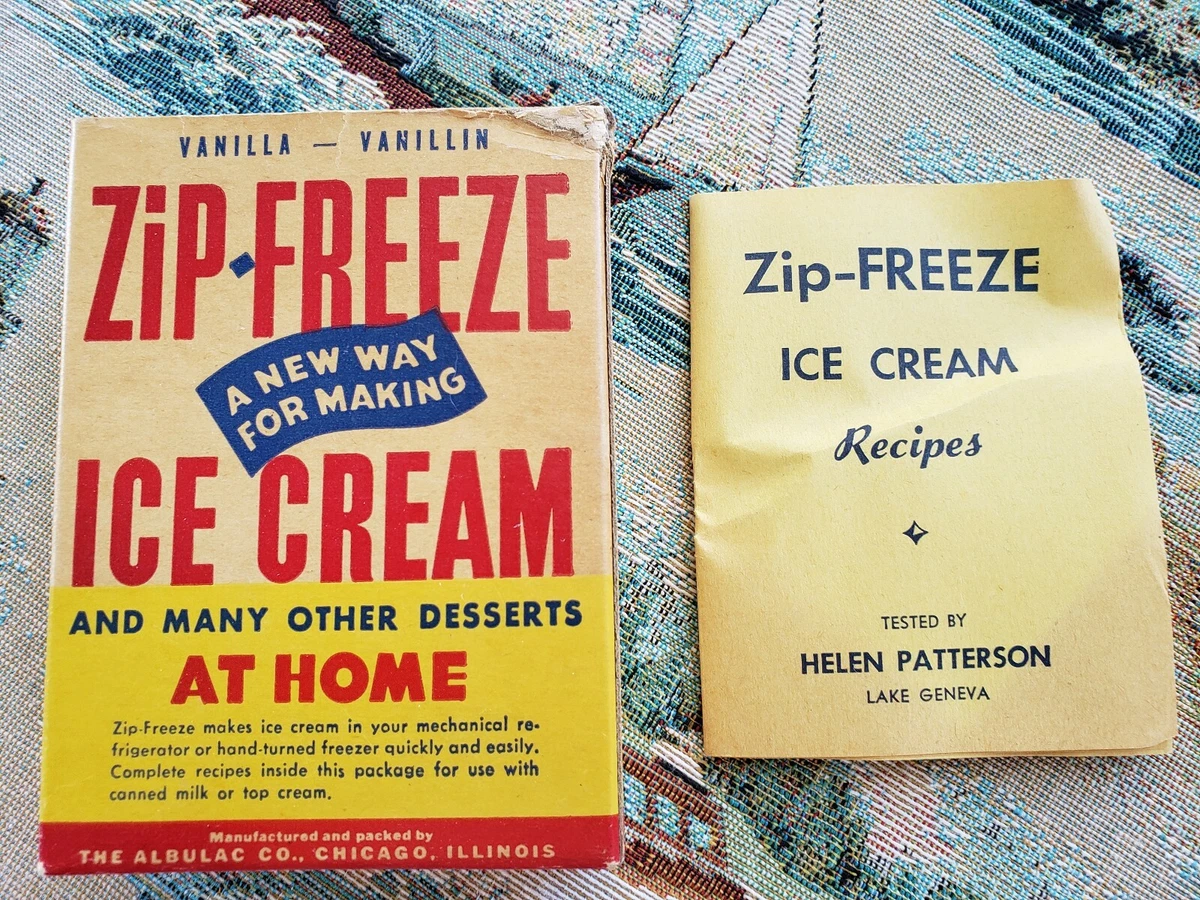 VANILLA — VANILLIN
ZiP·FREEZE
A NEW WAY
FOR MAKING
ICE CREAM
AND MANY OTHER DESSERTS
AT HOME
Zip-Freeze makes ice cream in your mechanical re-
frigerator or hand-turned freezer quickly and easily.
Complete recipes inside this package for use with
canned milk or top cream.
Manufactured and packed by
THE ALBULAC CO., CHICAGO, ILLINOIS
Zip-FREEZE
ICE CREAM
Recipes
TESTED BY
HELEN PATTERSON
LAKE GENEVA